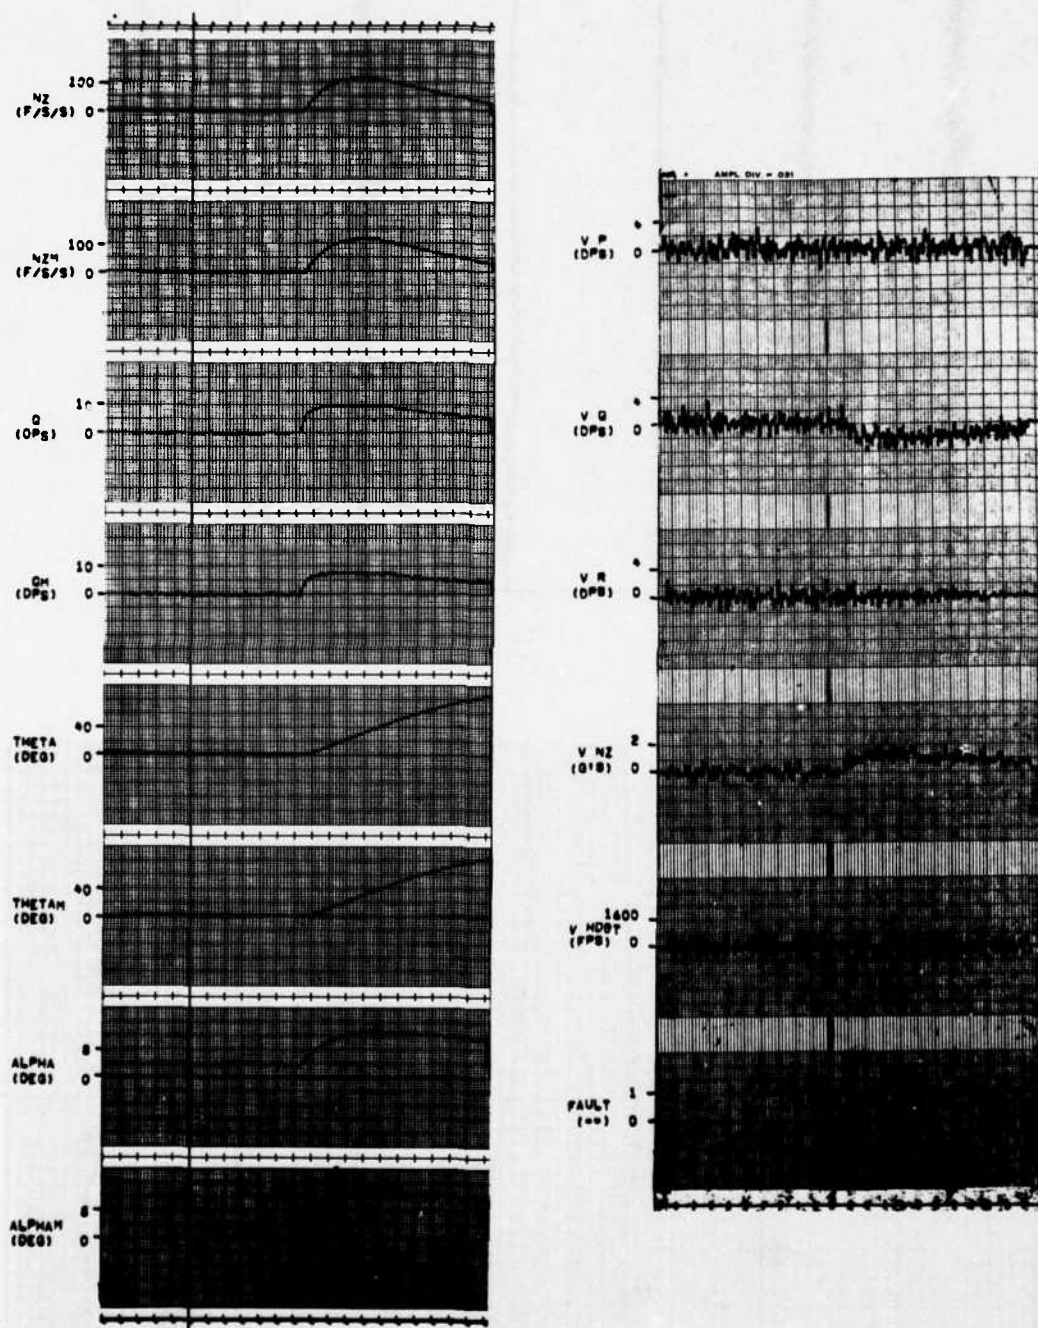 100
NZ
(F/S/S) 0
100
NZM
(F/S/S) 0
10
Q
(DPS) 0
10
QM
(DPS) 0
40
THETA
(DEG) 0
40
THETAM
(DEG) 0
8
ALPHA
(DEG) 0
8
ALPHAM
(DEG) 0
AMPL DIV =
V P
(DPS) 0
4
V Q
(DPS) 0
4
V R
(DPS) 0
2
V NZ
(G'S) 0
1600
V HDOT
(FPS) 0
1
FAULT
(**) 0